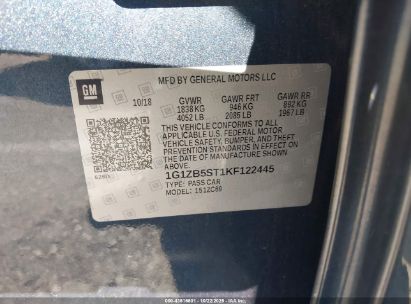 GM
MFD BY GENERAL MOTORS LLC
10/18 GVWR GAWR FRT GAWR RR
1838 KG 946 KG 892 KG
4052 LB 2085 LB 1967 LB
THIS VEHICLE CONFORMS TO ALL APPLICABLE
U.S. FEDERAL MOTOR
VEHICLE SAFETY, BUMPER, AND THEFT
PREVENTION STANDARDS IN EFFECT ON THE DATE
OF MANUFACTURE SHOWN ABOVE.
1G1ZB5ST1KF122445
TYPE: PASS CAR
MODEL: 1S1ZC69